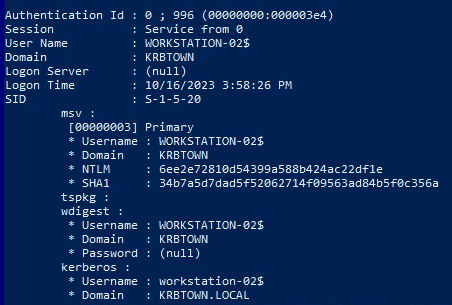 Authentication Id : 0 ; 996 (00000000:000003e4)
Session           : Service from 0
User Name         : WORKSTATION-02$
Domain            : KRBTOWN
Logon Server      : (null)
Logon Time        : 10/16/2023 3:58:26 PM
SID               : S-1-5-20
        msv :
         [00000003] Primary
         * Username : WORKSTATION-02$
         * Domain   : KRBTOWN
         * NTLM     : 6ee2e72810d54399a588b424ac22df1e
         * SHA1     : 34b7a5d7dad5f52062714f09563ad84b5f0c356a
        tspkg :
        wdigest :
         * Username : WORKSTATION-02$
         * Domain   : KRBTOWN
         * Password : (null)
        kerberos :
         * Username : workstation-02$
         * Domain   : KRBTOWN.LOCAL